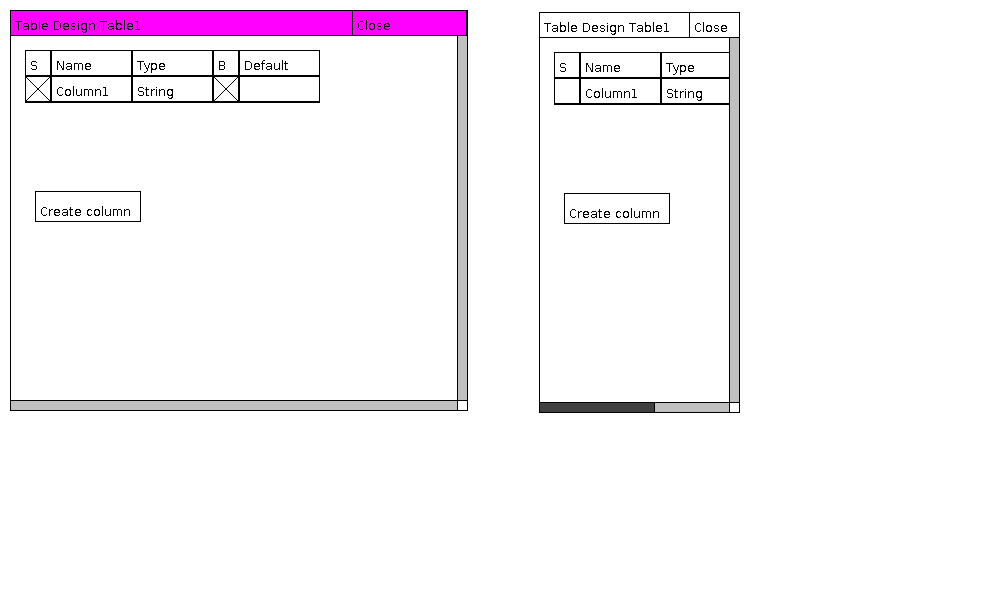 Table Design Table1 Close
S Name Type B Default
Column1 String
Create column
Table Design Table1 Close
S Name Type
Column1 String
Create column